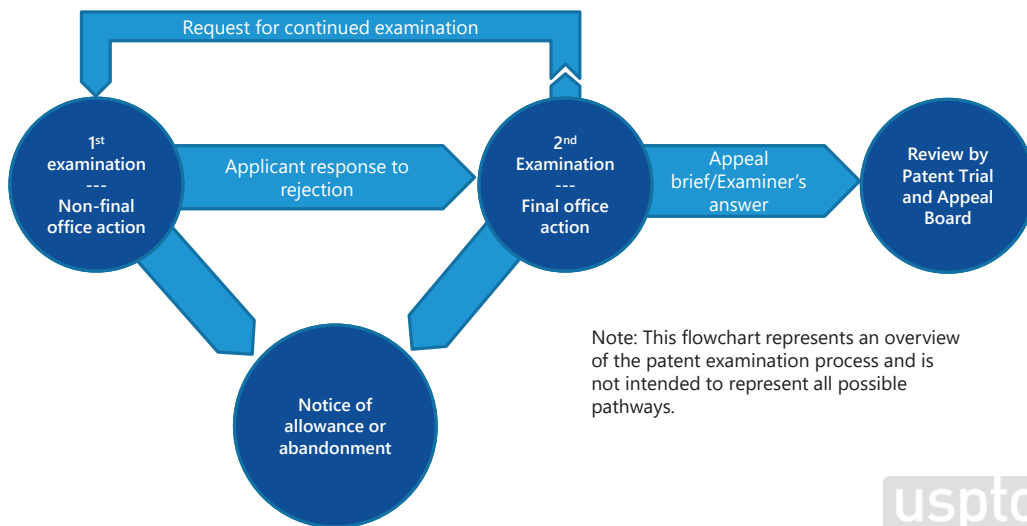 Request for continued examination
1st
examination
---
Non-final
office action
Applicant response to
rejection
2nd
Examination
---
Final office
action
Appeal
brief/Examiner's
answer
Review by
Patent Trial
and Appeal
Board
Notice of
allowance or
abandonment
Note: This flowchart represents an overview
of the patent examination process and is
not intended to represent all possible
pathways.
uspto